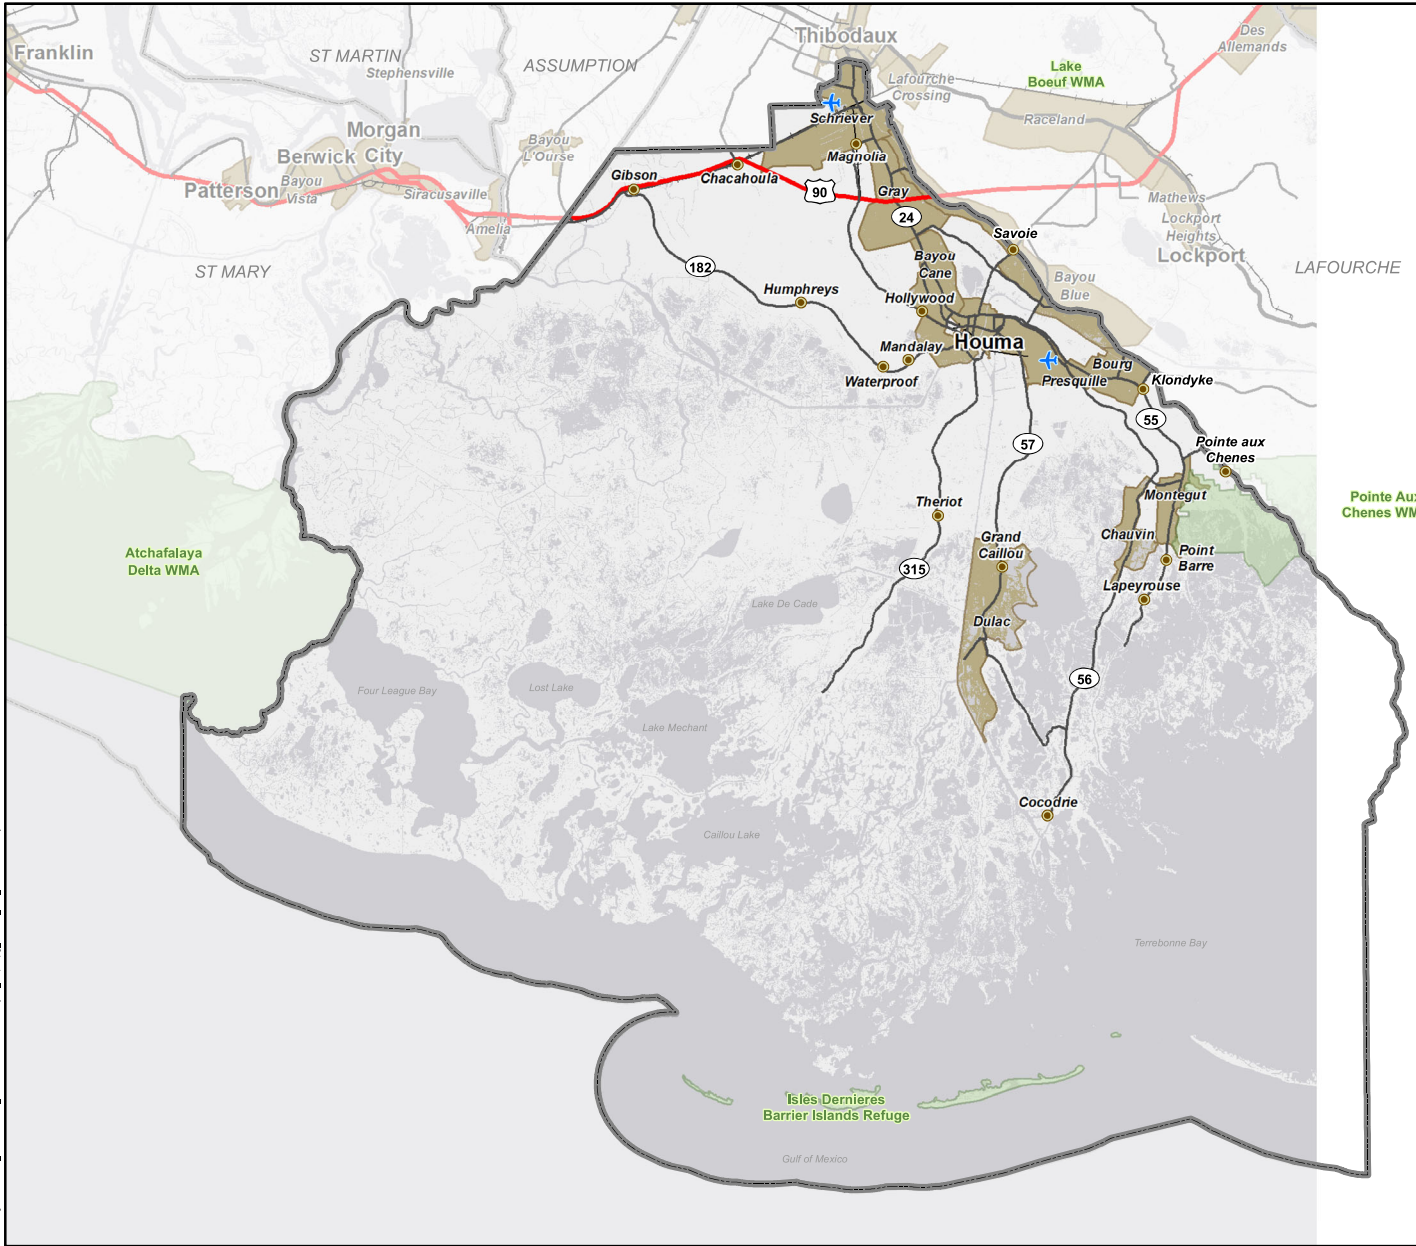 Franklin
ST MARTIN
Stephensville
ASSUMPTION
Thibodaux
Des
Allemands
Lake
Boeuf WMA
Lafourche
Crossing
Raceland
Schriever
Morgan
City
Berwick
Bayou
L'Ourse
Magnolia
Patterson
Bayou
Vista
Siracusaville
Gibson
Chacahoula
90
Gray
24
Mathews
Lockport
Heights
Lockport
Amelia
Savoie
ST MARY
182
Bayou
Cane
LAFOURCHE
Bayou
Blue
Humphreys
Hollywood
Houma
Mandalay
Waterproof
Bourg
Presquille
Klondyke
55
57
Pointe aux
Chenes
Pointe Aux
Chenes WM
Theriot
Montegut
Chauvin
Grand
Caillou
Point
Barre
Atchafalaya
Delta WMA
315
Lapeyrouse
Lake De Cade
Dulac
56
Four League Bay
Lost Lake
Lake Mechant
Cocodrie
Caillou Lake
Terrebonne Bay
Isles Dernieres
Barrier Islands Refuge
Gulf of Mexico